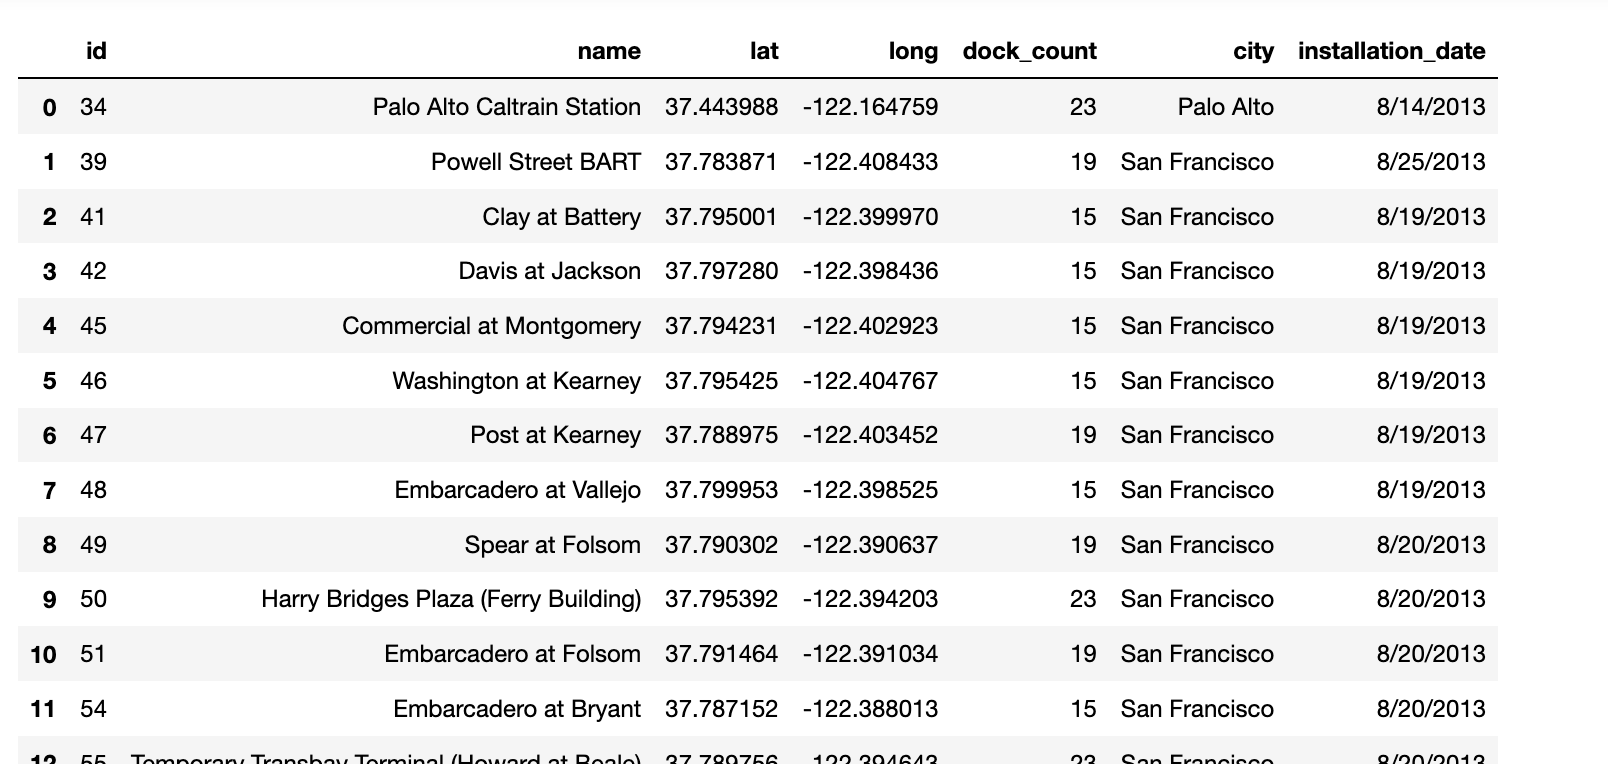 id name lat long dock_count city installation_date
0 34 Palo Alto Caltrain Station 37.443988 -122.164759 23 Palo Alto 8/14/2013
1 39 Powell Street BART 37.783871 -122.408433 19 San Francisco 8/25/2013
2 41 Clay at Battery 37.795001 -122.399970 15 San Francisco 8/19/2013
3 42 Davis at Jackson 37.797280 -122.398436 15 San Francisco 8/19/2013
4 45 Commercial at Montgomery 37.794231 -122.402923 15 San Francisco 8/19/2013
5 46 Washington at Kearney 37.795425 -122.404767 15 San Francisco 8/19/2013
6 47 Post at Kearney 37.788975 -122.403452 19 San Francisco 8/19/2013
7 48 Embarcadero at Vallejo 37.799953 -122.398525 15 San Francisco 8/19/2013
8 49 Spear at Folsom 37.790302 -122.390637 19 San Francisco 8/20/2013
9 50 Harry Bridges Plaza (Ferry Building) 37.795392 -122.394203 23 San Francisco 8/20/2013
10 51 Embarcadero at Folsom 37.791464 -122.391034 19 San Francisco 8/20/2013
11 54 Embarcadero at Bryant 37.787152 -122.388013 15 San Francisco 8/20/2013
12 55 Temporary Transbay Terminal (Howard at Beale) 37.789756 -122.394643 23 San Francisco 8/20/2013